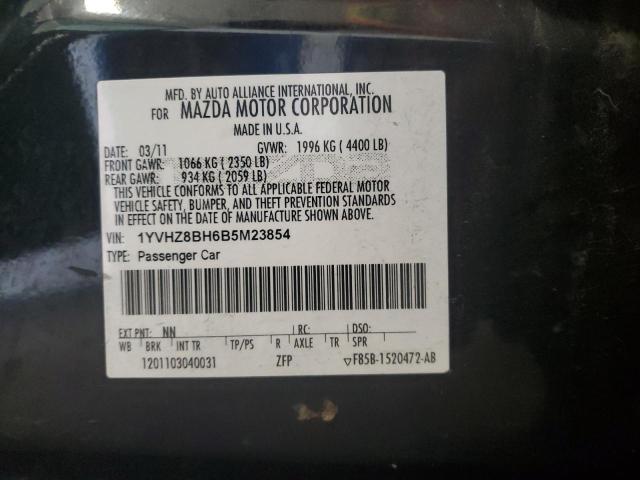 MFD. BY AUTO ALLIANCE INTERNATIONAL, INC.
FOR MAZDA MOTOR CORPORATION
MADE IN U.S.A.
DATE: 03/11 GVWR: 1996 KG ( 4400 LB)
FRONT GAWR: 1066 KG ( 2350 LB)
REAR GAWR: 934 KG ( 2059 LB)
THIS VEHICLE CONFORMS TO ALL APPLICABLE FEDERAL MOTOR
VEHICLE SAFETY, BUMPER, AND THEFT PREVENTION STANDARDS
IN EFFECT ON THE DATE OF MANUFACTURE SHOWN ABOVE.
VIN: 1YVHZ8BH6B5M23854
TYPE: Passenger Car
EXT PNT: NN RC: DSO:
WB BRK INT TR TP/PS R AXLE TR SPR
1201103040031 ZFP ▽F85B-1520472-AB